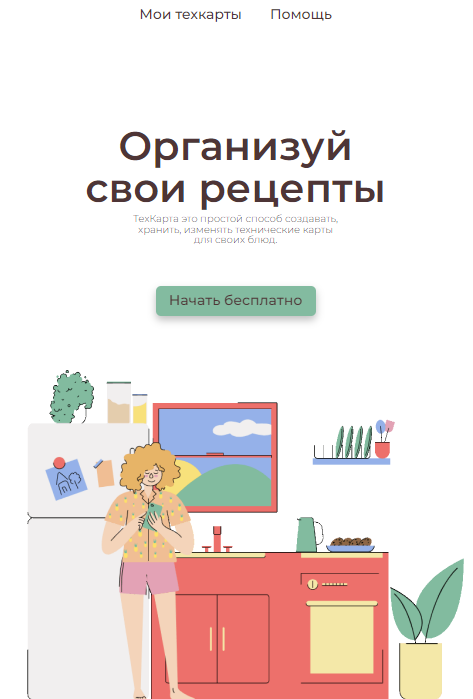 Мои техкарты Помощь
Организуй
свои рецепты
ТехКарта это простой способ создавать,
хранить, изменять технические карты
для своих блюд.
Начать бесплатно